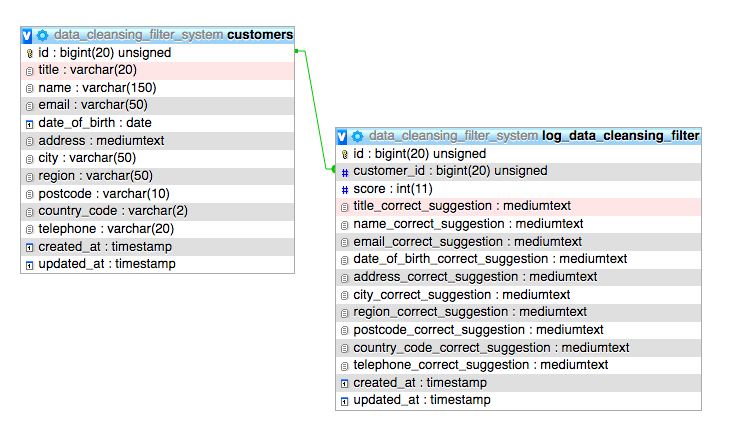 data_cleansing_filter_system customers
id : bigint(20) unsigned
title : varchar(20)
name : varchar(150)
email : varchar(50)
date_of_birth : date
address : mediumtext
city : varchar(50)
region : varchar(50)
postcode : varchar(10)
country_code : varchar(2)
telephone : varchar(20)
created_at : timestamp
updated_at : timestamp
data_cleansing_filter_system log_data_cleansing_filter
id : bigint(20) unsigned
customer_id : bigint(20) unsigned
score : int(11)
title_correct_suggestion : mediumtext
name_correct_suggestion : mediumtext
email_correct_suggestion : mediumtext
date_of_birth_correct_suggestion : mediumtext
address_correct_suggestion : mediumtext
city_correct_suggestion : mediumtext
region_correct_suggestion : mediumtext
postcode_correct_suggestion : mediumtext
country_code_correct_suggestion : mediumtext
telephone_correct_suggestion : mediumtext
created_at : timestamp
updated_at : timestamp